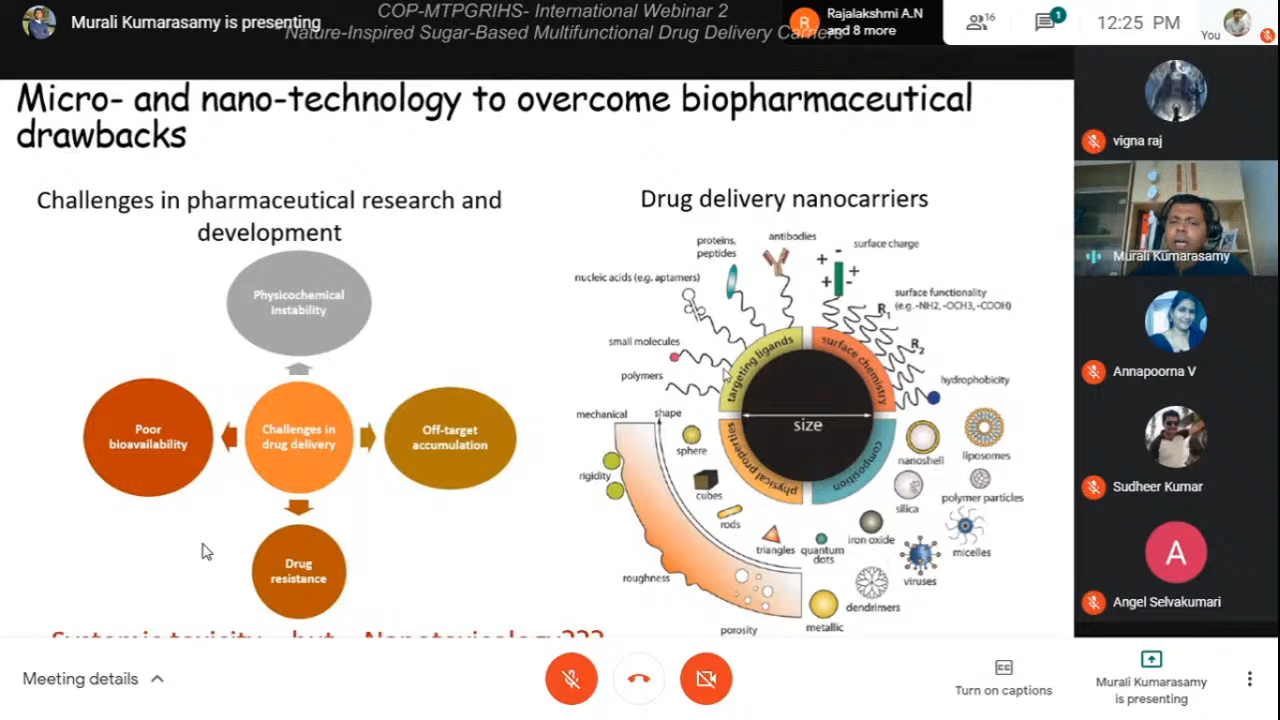 Murali Kumarasamy is presenting
COP-MTPGRIHS- International Webinar 2
Nature-Inspired Sugar-Based Multifunctional Drug Delivery Carriers
R
Rajalakshmi A.N
and 8 more
16
1
12:25 PM
You
Micro- and nano-technology to overcome biopharmaceutical
drawbacks
Challenges in pharmaceutical research and
development
Physicochemical
instability
Poor
bioavailability
Challenges in
drug delivery
Off-target
accumulation
Drug
resistance
Systemic toxicity but Nanotoxicology???
Drug delivery nanocarriers
proteins,
peptides
antibodies
surface charge
nucleic acids (e.g. aptamers)
surface functionality
(e.g. -NH2, -OCH3, -COOH)
R1
R2
small molecules
polymers
hydrophobicity
targeting ligands
surface chemistry
physical properties
composition
size
mechanical
shape
rigidity
sphere
cubes
rods
triangles
quantum
dots
roughness
porosity
nanoshell
liposomes
silica
polymer particles
iron oxide
micelles
viruses
dendrimers
metallic
vigna raj
Murali Kumarasamy
Annapoorna V
Sudheer Kumar
A
Angel Selvakumari
Meeting details
Turn on captions
Murali Kumarasamy
is presenting